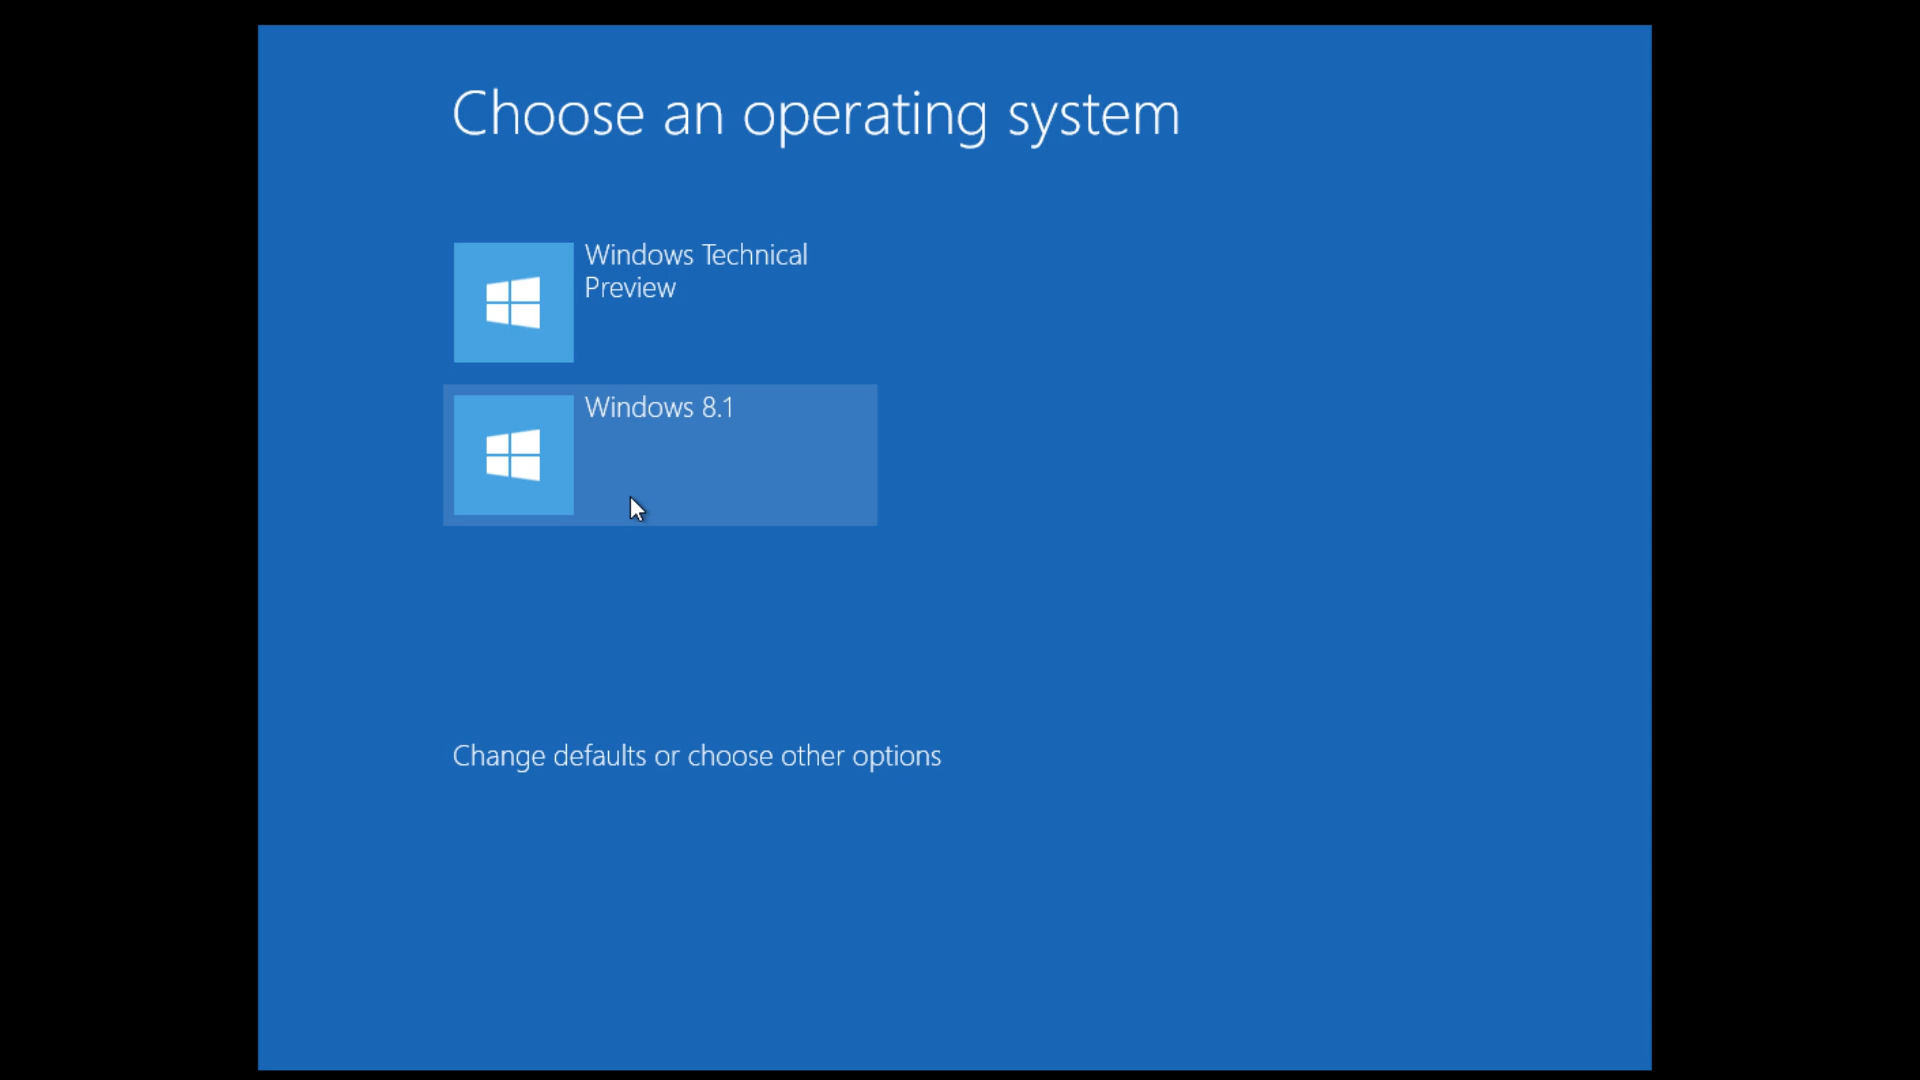 Choose an operating system
Windows Technical
Preview
Windows 8.1
Change defaults or choose other options